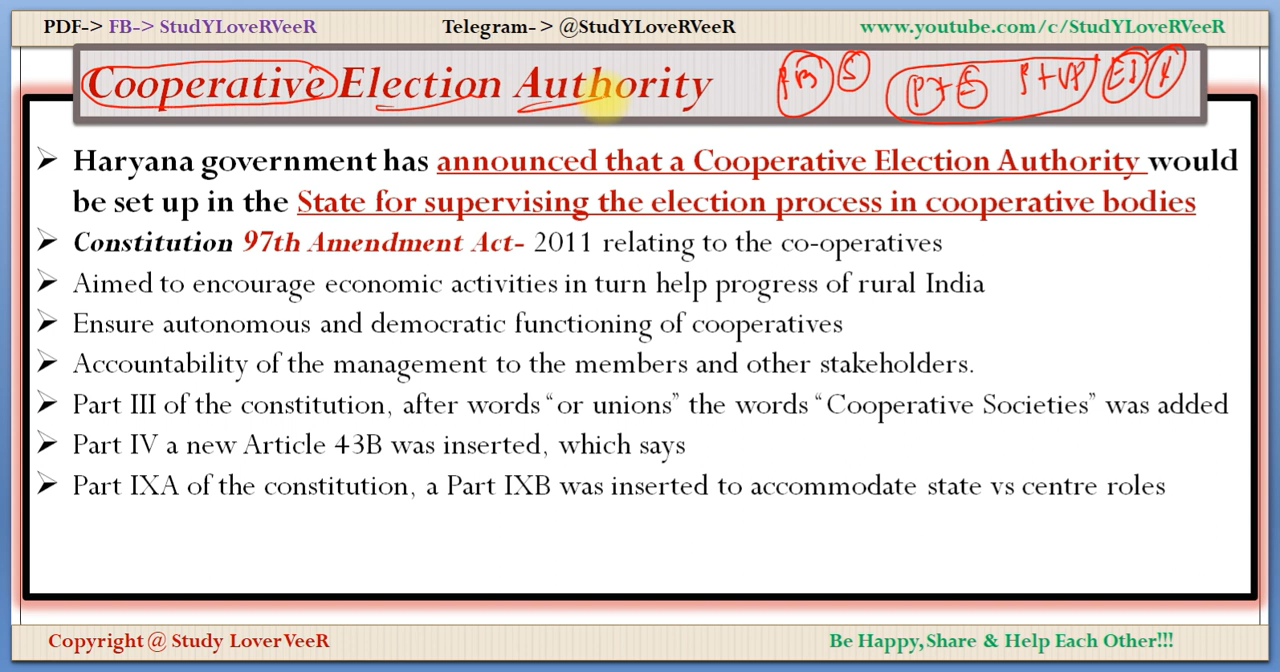 PDF-> FB-> StudYLoveRVeeR Telegram- > @StudYLoveRVeeR www.youtube.com/c/StudYLoveRVeeR
Cooperative Election Authority
➤ Haryana government has announced that a Cooperative Election Authority would
be set up in the State for supervising the election process in cooperative bodies
➤ Constitution 97th Amendment Act- 2011 relating to the co-operatives
➤ Aimed to encourage economic activities in turn help progress of rural India
➤ Ensure autonomous and democratic functioning of cooperatives
➤ Accountability of the management to the members and other stakeholders.
➤ Part III of the constitution, after words “or unions” the words “Cooperative Societies” was added
➤ Part IV a new Article 43B was inserted, which says
➤ Part IXA of the constitution, a Part IXB was inserted to accommodate state vs centre roles
Copyright @ Study LoverVeeR Be Happy,Share & Help Each Other!!!